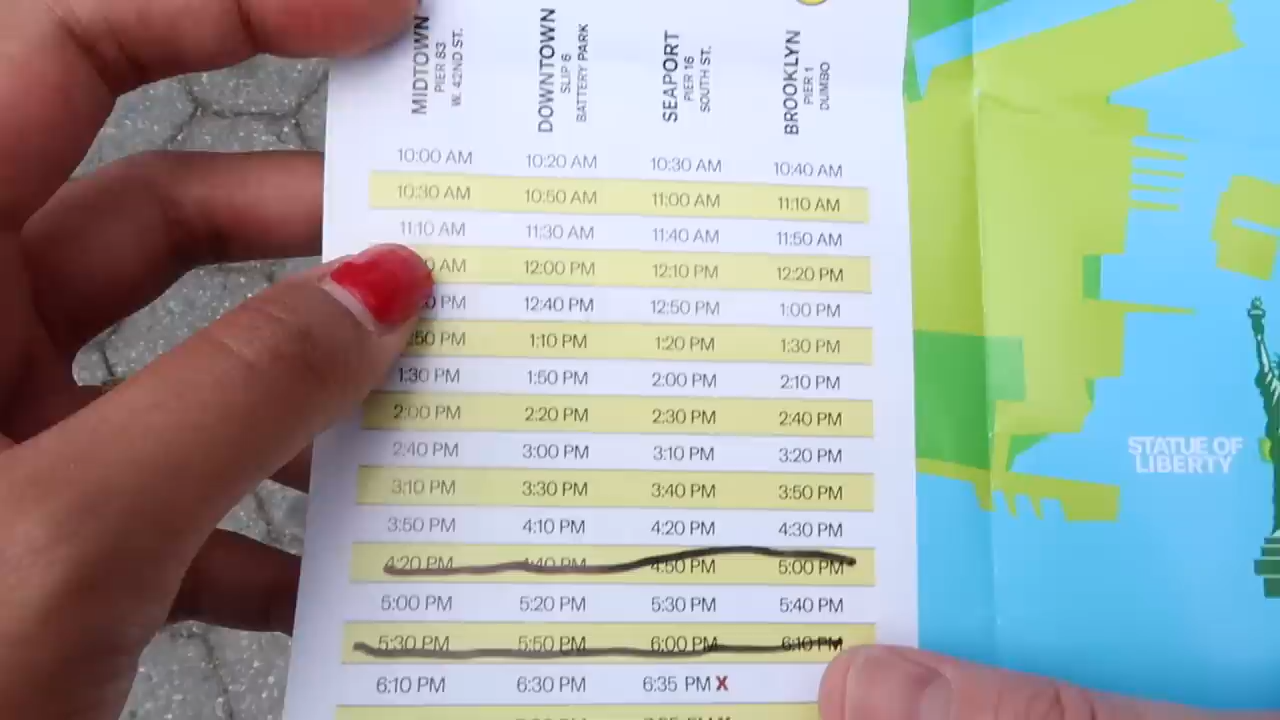 MIDTOWN
PIER 83
W. 42ND ST.
DOWNTOWN
SLIP 6
BATTERY PARK
SEAPORT
PIER 16
SOUTH ST.
BROOKLYN
PIER 1
DUMBO
10:00 AM 10:20 AM 10:30 AM 10:40 AM
10:30 AM 10:50 AM 11:00 AM 11:10 AM
11:10 AM 11:30 AM 11:40 AM 11:50 AM
AM 12:00 PM 12:10 PM 12:20 PM
PM 12:40 PM 12:50 PM 1:00 PM
:50 PM 1:10 PM 1:20 PM 1:30 PM
1:30 PM 1:50 PM 2:00 PM 2:10 PM
2:00 PM 2:20 PM 2:30 PM 2:40 PM
2:40 PM 3:00 PM 3:10 PM 3:20 PM
3:10 PM 3:30 PM 3:40 PM 3:50 PM
3:50 PM 4:10 PM 4:20 PM 4:30 PM
4:20 PM 4:40 PM 4:50 PM 5:00 PM
5:00 PM 5:20 PM 5:30 PM 5:40 PM
5:30 PM 5:50 PM 6:00 PM 6:10 PM
6:10 PM 6:30 PM 6:35 PM X
STATUE OF
LIBERTY